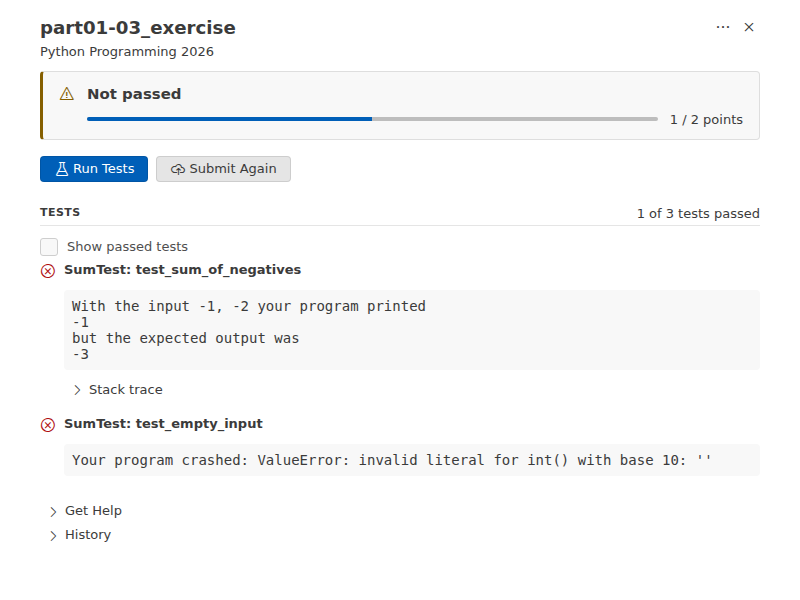 part01-03_exercise
Python Programming 2026
Not passed
1 / 2 points
Run Tests
Submit Again
TESTS
1 of 3 tests passed
Show passed tests
SumTest: test_sum_of_negatives
With the input -1, -2 your program printed
-1
but the expected output was
-3
Stack trace
SumTest: test_empty_input
Your program crashed: ValueError: invalid literal for int() with base 10: ''
Get Help
History